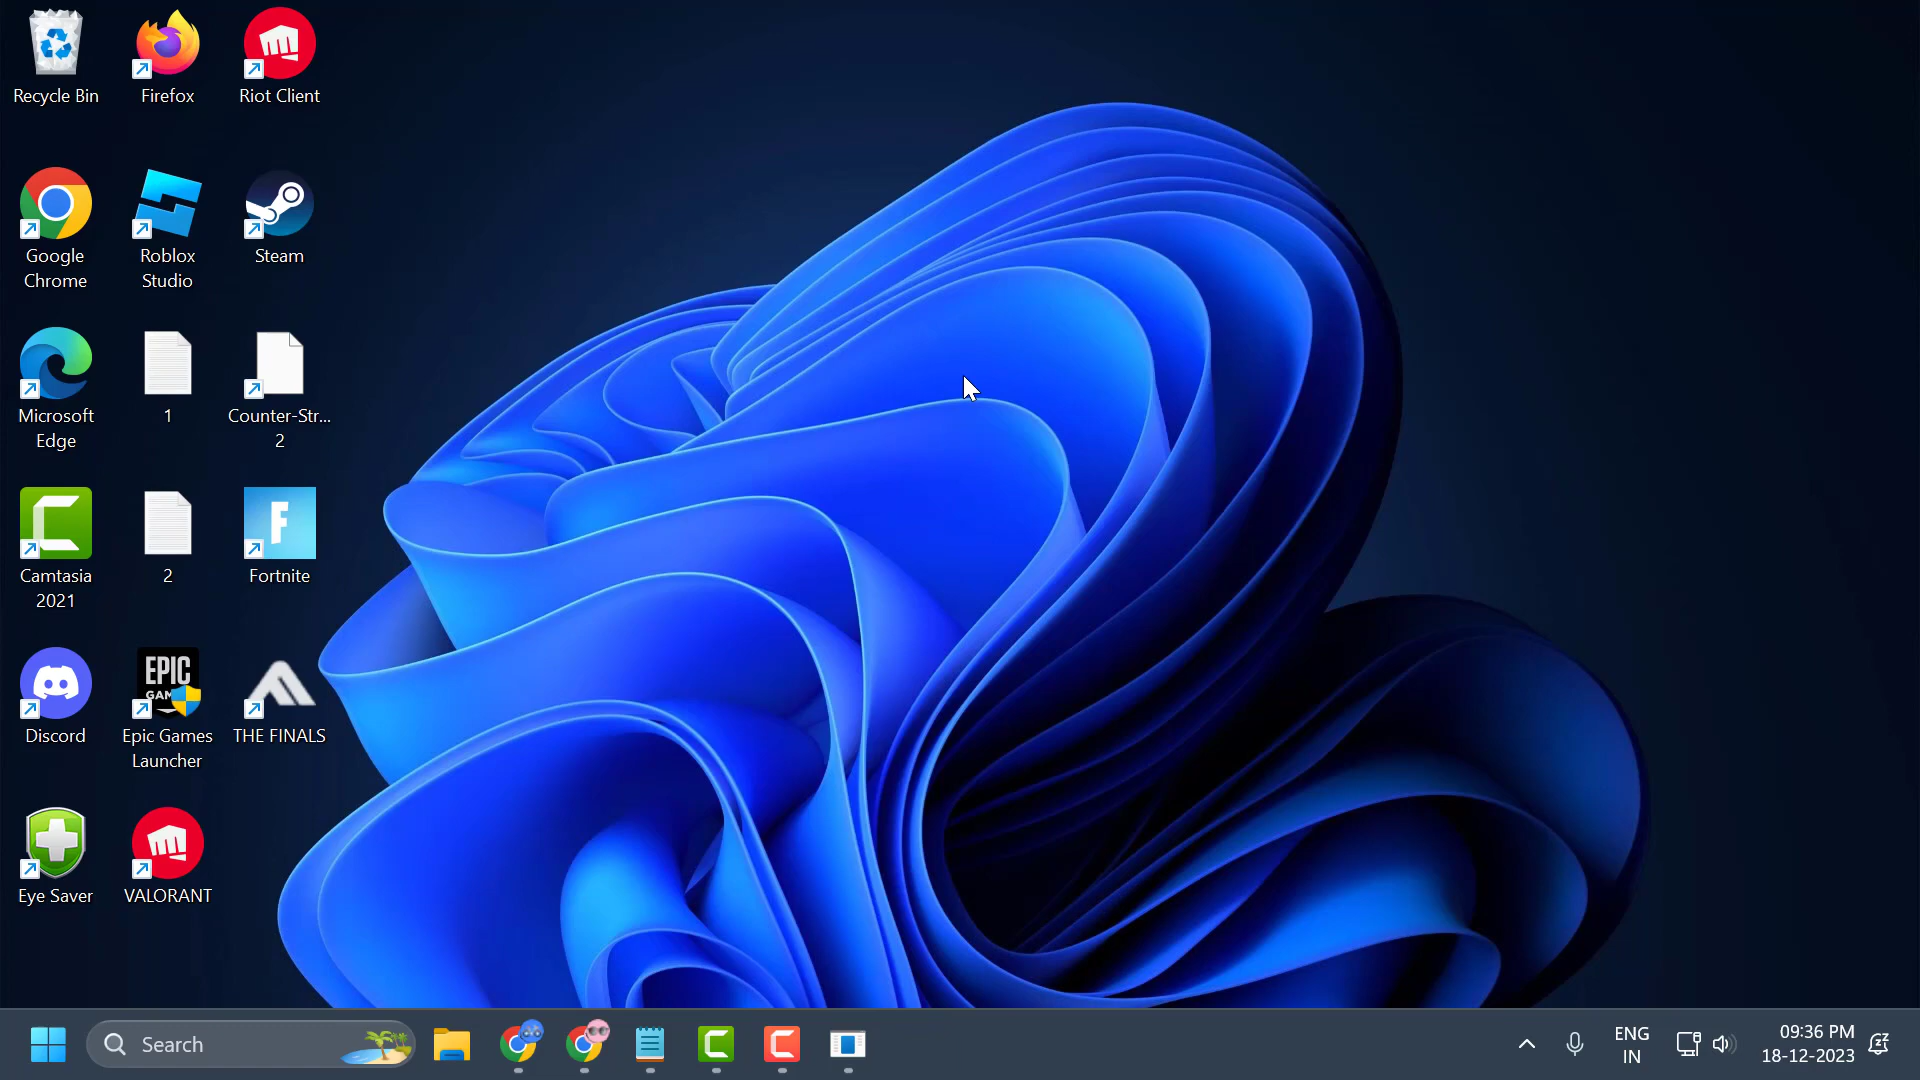 Recycle Bin
Firefox
Riot Client
Google
Chrome
Roblox
Studio
Steam
Microsoft
Edge
1
Counter-Str...
2
Camtasia
2021
2
F
Fortnite
Discord
EPIC
GAM
Epic Games
Launcher
THE FINALS
Eye Saver
VALORANT
Search
ENG
IN
09:36 PM
18-12-2023